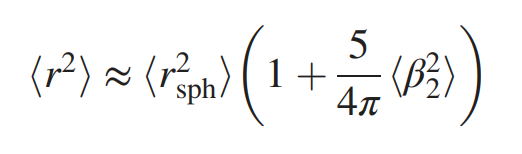 ⟨r²⟩ ≈ ⟨r²_sph⟩ (1 + 5/4π ⟨β₂²⟩)